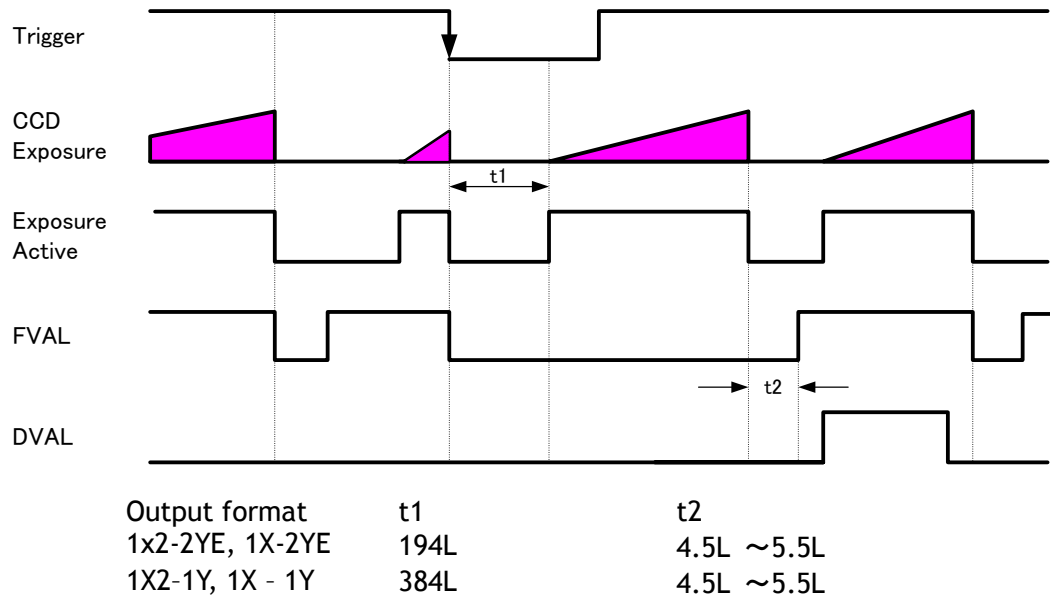 Trigger
CCD
Exposure
t1
Exposure
Active
FVAL
t2
DVAL
Output format t1 t2
1x2-2YE, 1X-2YE 194L 4.5L ～5.5L
1X2-1Y, 1X - 1Y 384L 4.5L ～5.5L